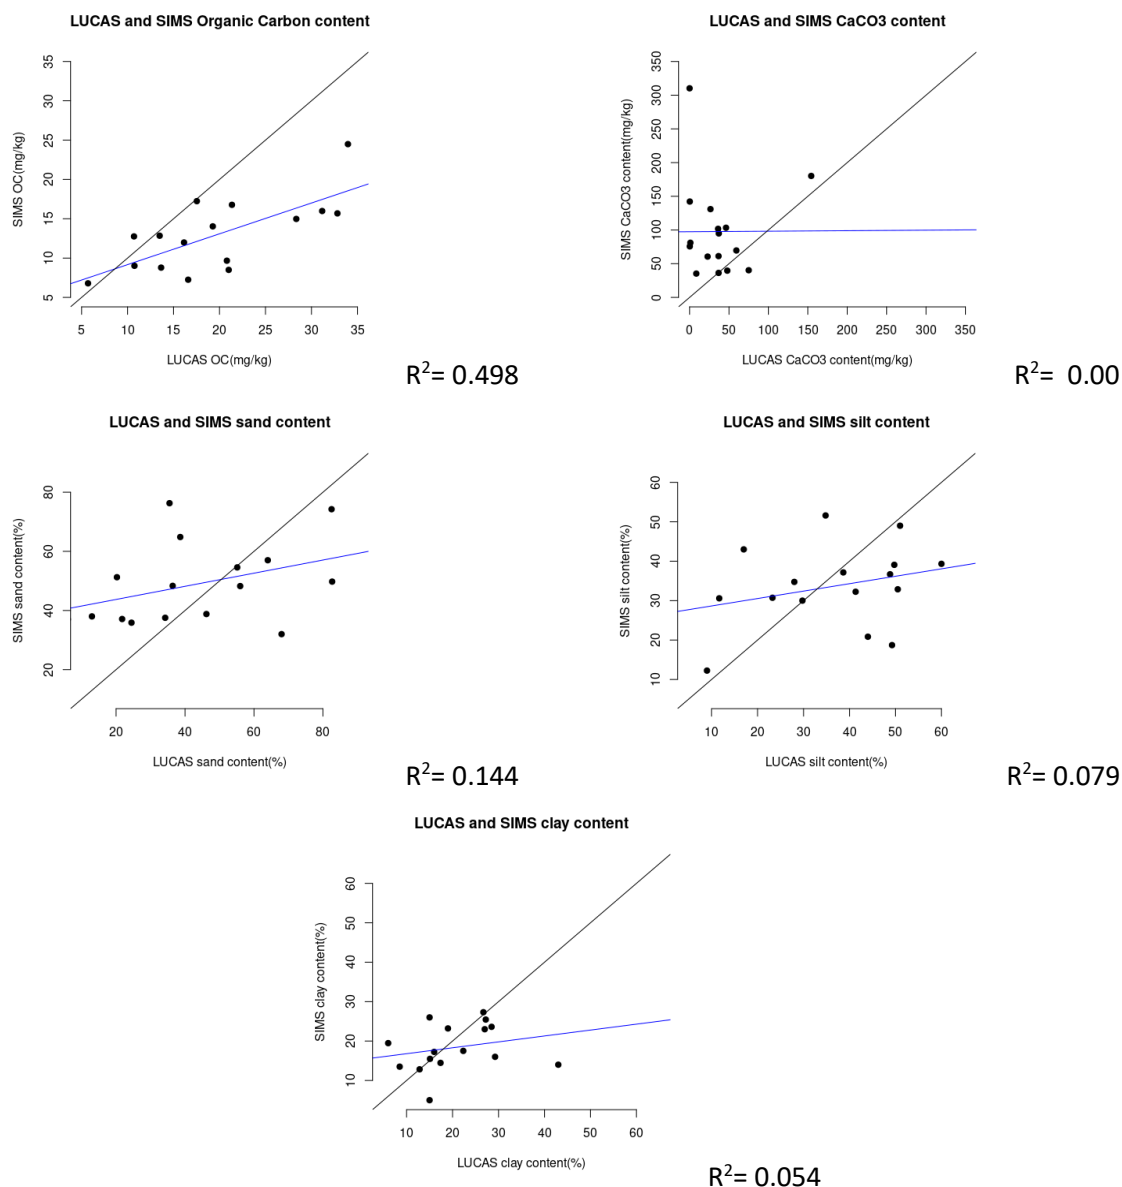 LUCAS and SIMS Organic Carbon content
SIMS OC(mg/kg)
35
30
25
20
15
10
5
5 10 15 20 25 30 35
LUCAS OC(mg/kg)
R²= 0.498
LUCAS and SIMS CaCO3 content
SIMS CaCO3 content(mg/kg)
350
300
250
200
150
100
50
0
0 50 100 150 200 250 300 350
LUCAS CaCO3 content(mg/kg)
R²= 0.00
LUCAS and SIMS sand content
SIMS sand content(%)
80
60
40
20
20 40 60 80
LUCAS sand content(%)
R²= 0.144
LUCAS and SIMS silt content
SIMS silt content(%)
60
50
40
30
20
10
10 20 30 40 50 60
LUCAS silt content(%)
R²= 0.079
LUCAS and SIMS clay content
SIMS clay content(%)
60
50
40
30
20
10
10 20 30 40 50 60
LUCAS clay content(%)
R²= 0.054